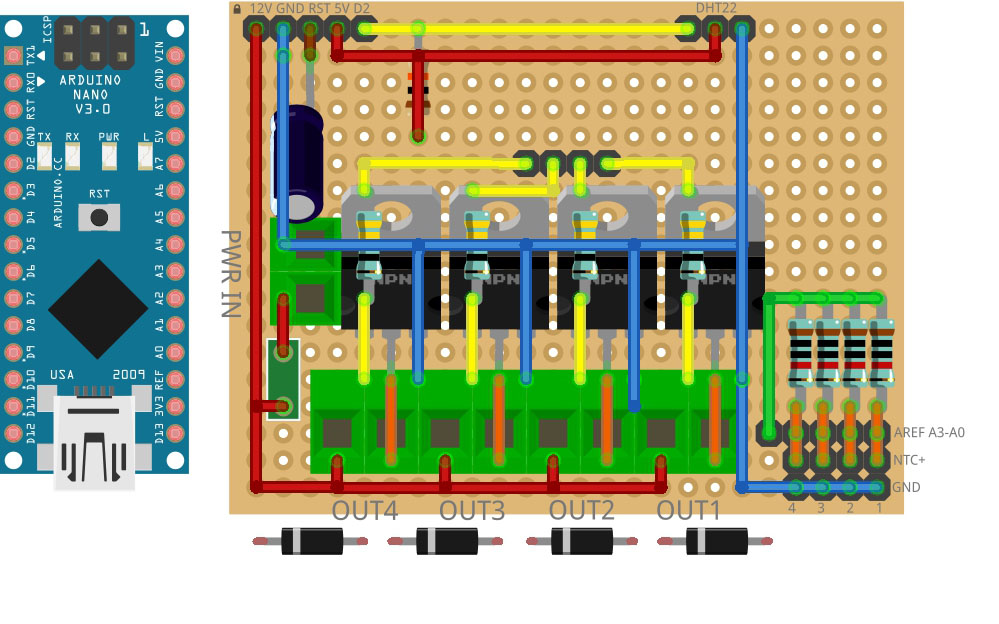 12V GND RST 5V D2
DHT22
ICSP
1
TX1
RX0
RST
GND
D2
D3
D4
D5
D6
D7
D8
D9
D10
D11
D12
ARDUINO
NANO
V3.0
TX
RX
PWR
L
ARDUINO.CC
RST
USA
2009
VIN
GND
RST
5V
A7
A6
A5
A4
A3
A2
A1
A0
REF
3V3
D13
PWR IN
NPN
NPN
NPN
NPN
AREF A3-A0
NTC+
GND
4 3 2 1
OUT4 OUT3 OUT2 OUT1